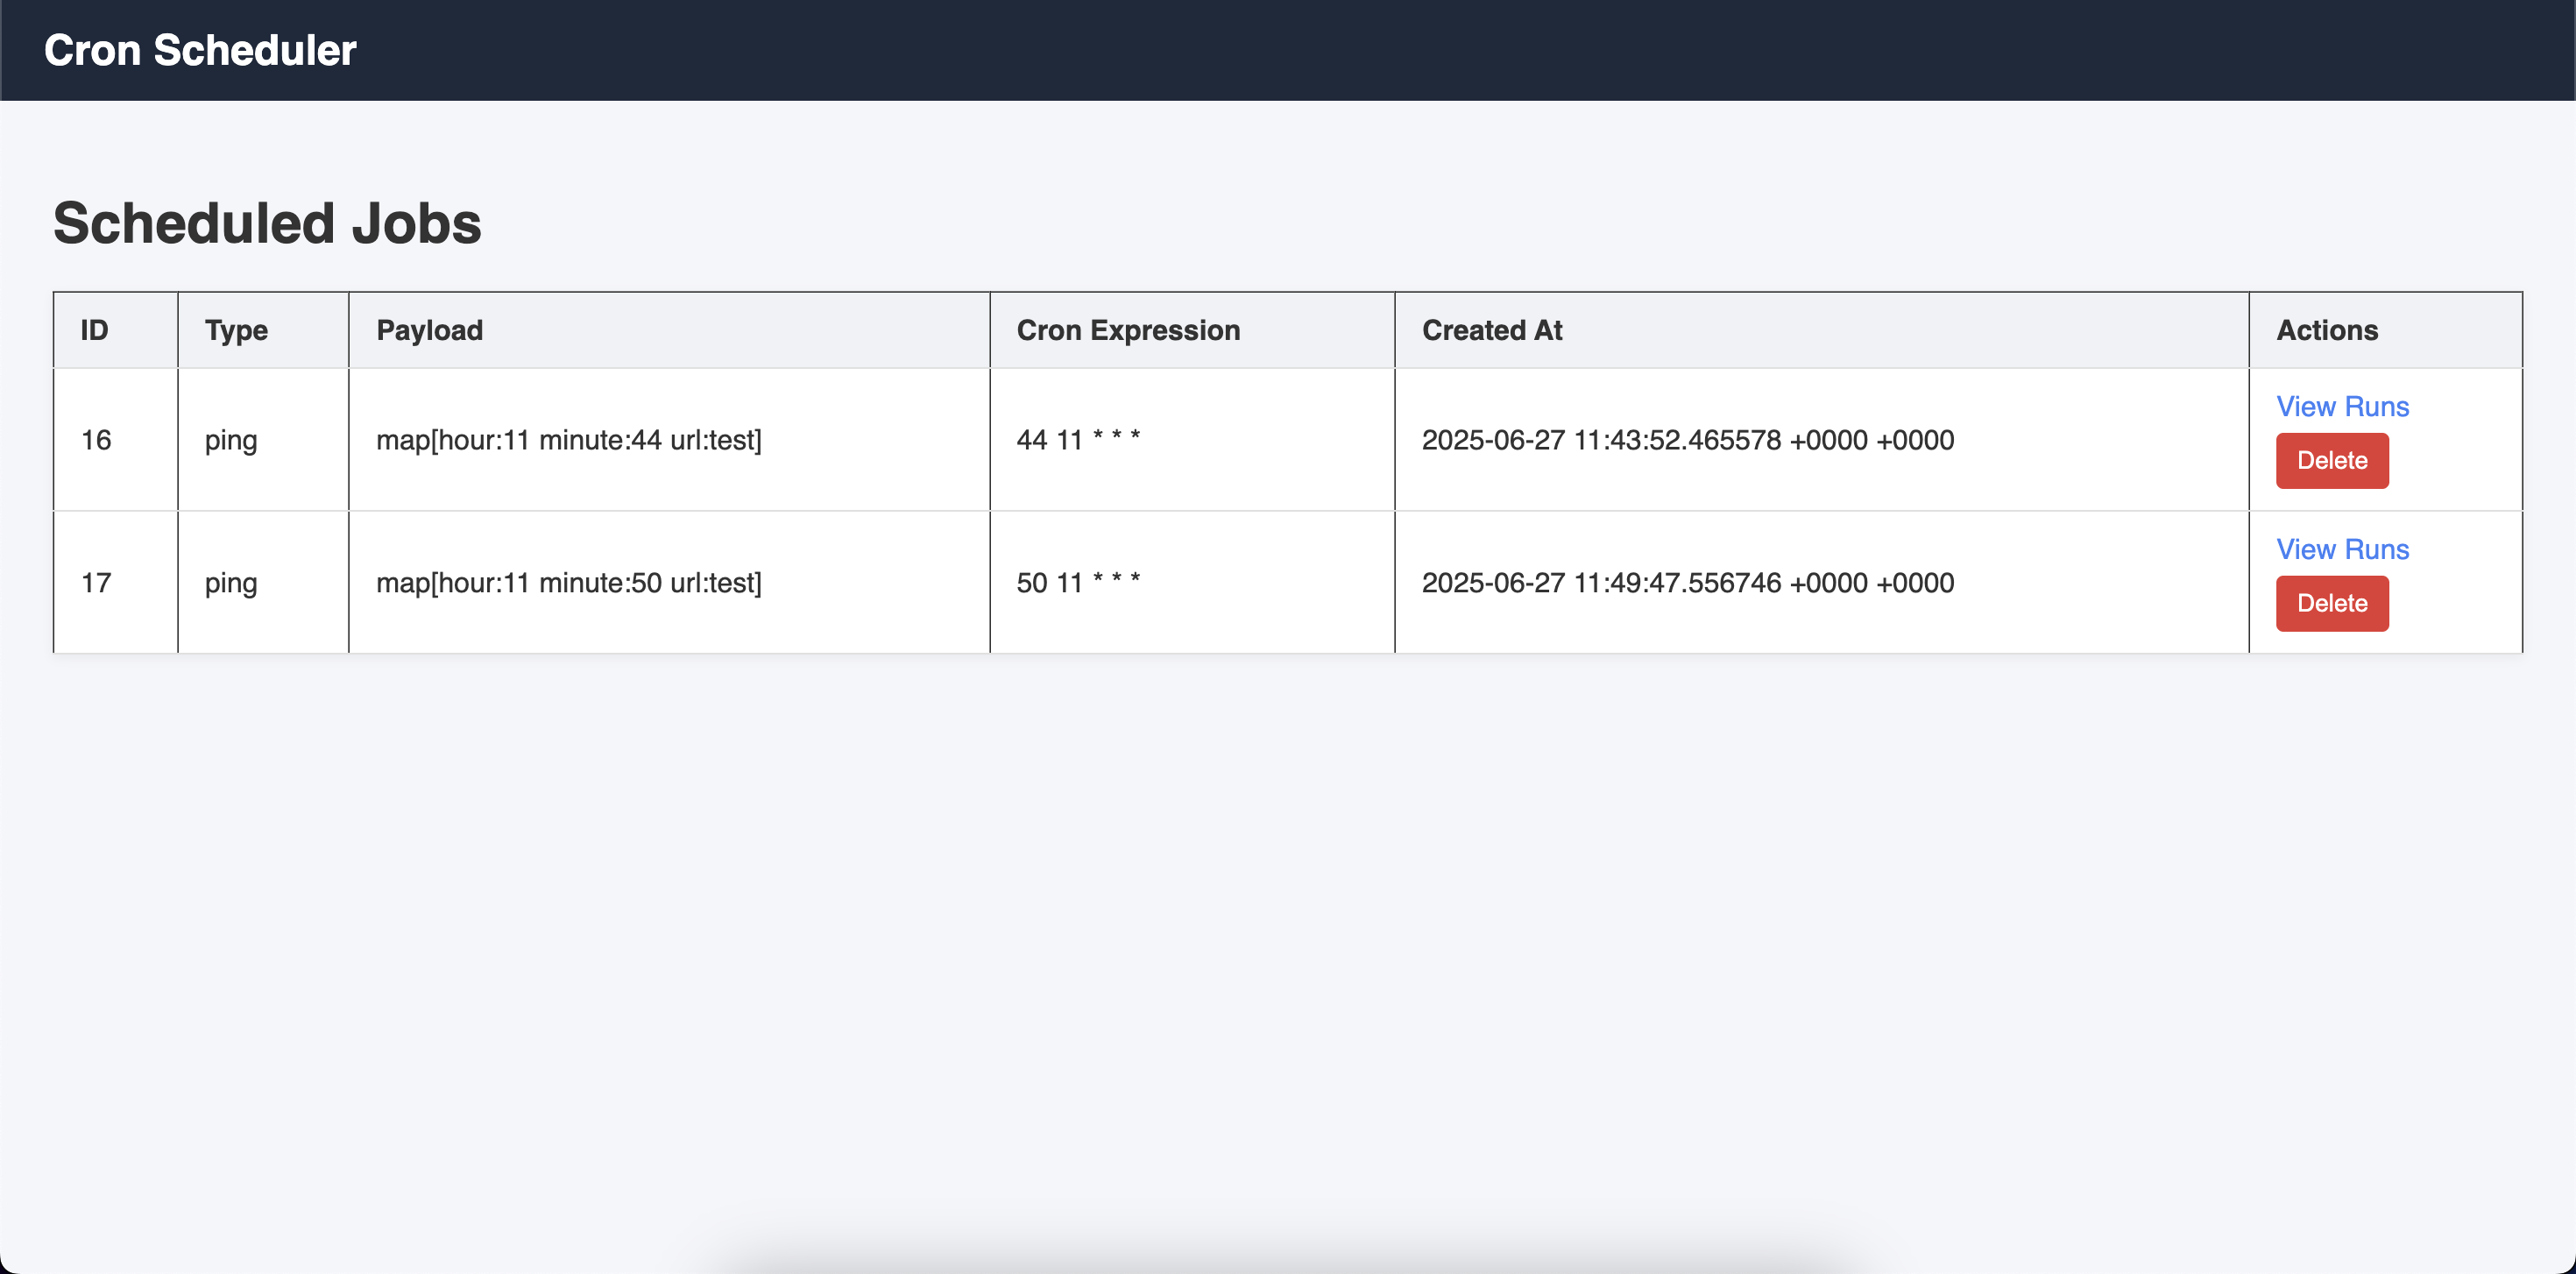 Cron Scheduler
Scheduled Jobs
ID Type Payload Cron Expression Created At Actions
16 ping map[hour:11 minute:44 url:test] 44 11 * * * 2025-06-27 11:43:52.465578 +0000 +0000 View Runs
Delete
17 ping map[hour:11 minute:50 url:test] 50 11 * * * 2025-06-27 11:49:47.556746 +0000 +0000 View Runs
Delete